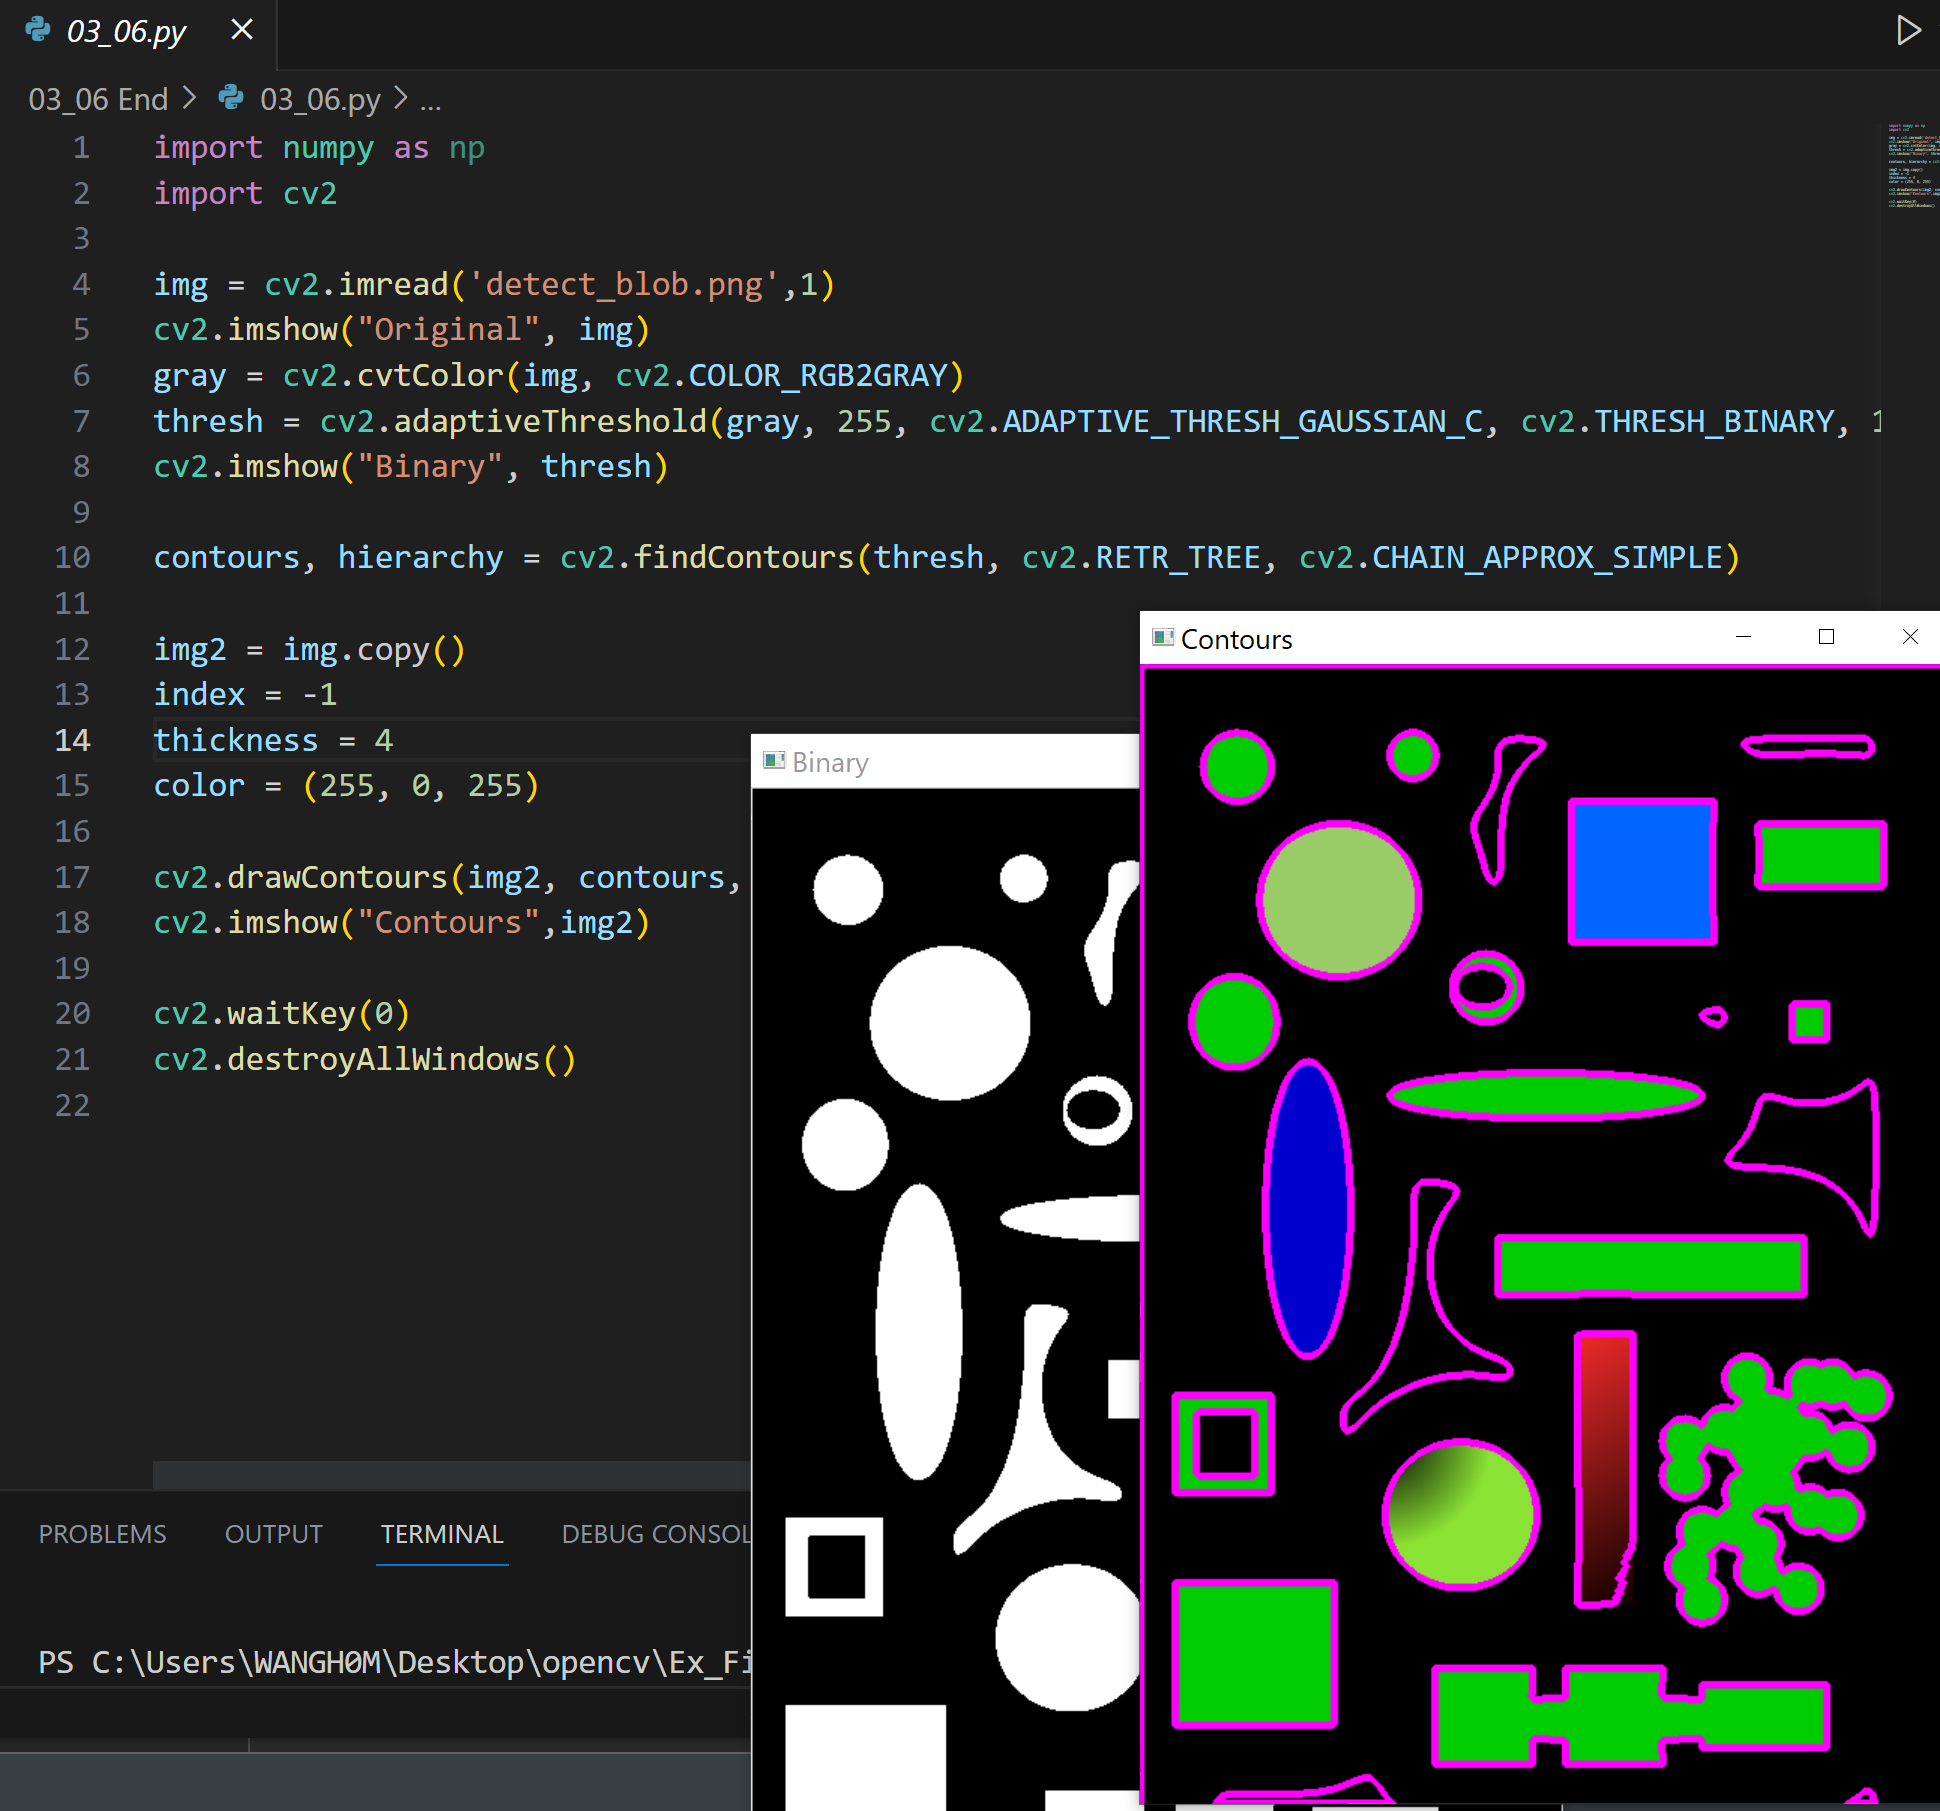 03_06.py
03_06 End > 03_06.py > ...
1 import numpy as np
2 import cv2
3
4 img = cv2.imread('detect_blob.png',1)
5 cv2.imshow("Original", img)
6 gray = cv2.cvtColor(img, cv2.COLOR_RGB2GRAY)
7 thresh = cv2.adaptiveThreshold(gray, 255, cv2.ADAPTIVE_THRESH_GAUSSIAN_C, cv2.THRESH_BINARY, 1
8 cv2.imshow("Binary", thresh)
9
10 contours, hierarchy = cv2.findContours(thresh, cv2.RETR_TREE, cv2.CHAIN_APPROX_SIMPLE)
11
12 img2 = img.copy()
13 index = -1
14 thickness = 4
15 color = (255, 0, 255)
16
17 cv2.drawContours(img2, contours,
18 cv2.imshow("Contours",img2)
19
20 cv2.waitKey(0)
21 cv2.destroyAllWindows()
22
Contours
Binary
PROBLEMS OUTPUT TERMINAL DEBUG CONSOL
PS C:\Users\WANGH0M\Desktop\opencv\Ex_Fi